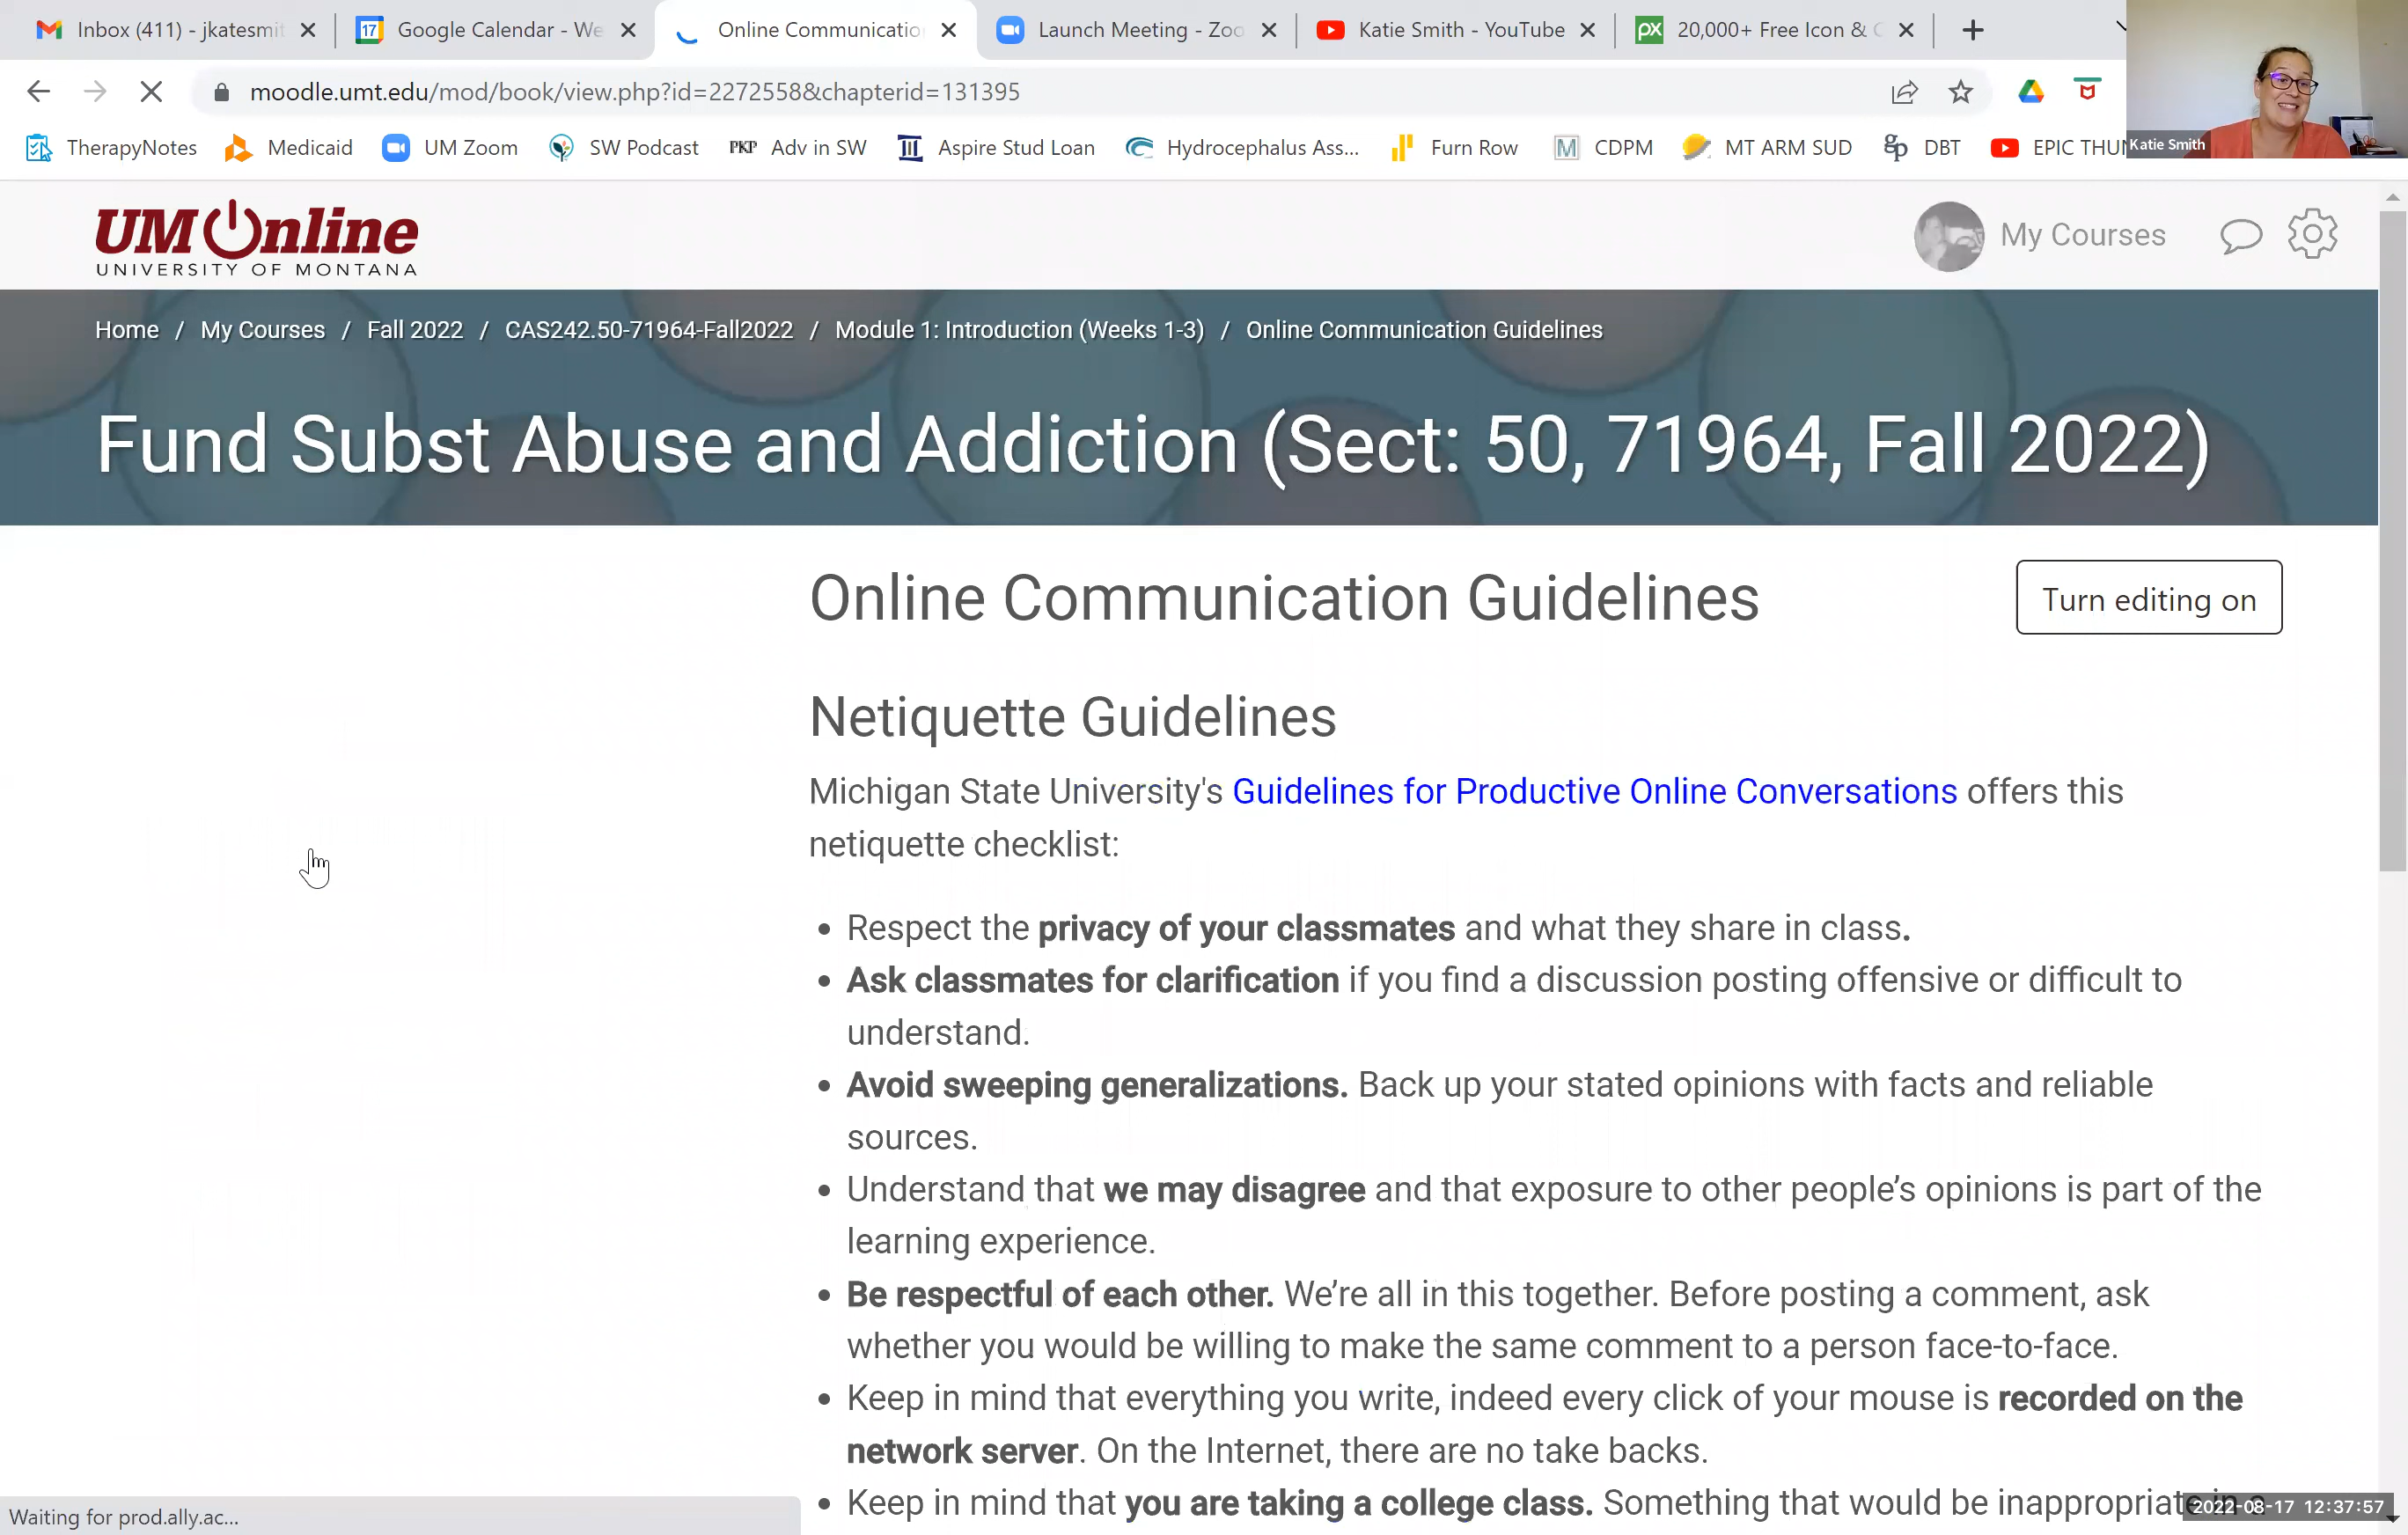 Inbox (411) - jkatesmi
Google Calendar - We
Online Communicatio
Launch Meeting - Zoo
Katie Smith - YouTube
20,000+ Free Icon & C
moodle.umt.edu/mod/book/view.php?id=2272558&chapterid=131395
TherapyNotes Medicaid UM Zoom SW Podcast PKP Adv in SW Aspire Stud Loan Hydrocephalus Ass... Furn Row M CDPM MT ARM SUD gp DBT EPIC THU
Katie Smith
UM Online
UNIVERSITY OF MONTANA
My Courses
Home / My Courses / Fall 2022 / CAS242.50-71964-Fall2022 / Module 1: Introduction (Weeks 1-3) / Online Communication Guidelines
Fund Subst Abuse and Addiction (Sect: 50, 71964, Fall 2022)
Online Communication Guidelines
Turn editing on
Netiquette Guidelines
Michigan State University's Guidelines for Productive Online Conversations offers this
netiquette checklist:
• Respect the privacy of your classmates and what they share in class.
• Ask classmates for clarification if you find a discussion posting offensive or difficult to
understand.
• Avoid sweeping generalizations. Back up your stated opinions with facts and reliable
sources.
• Understand that we may disagree and that exposure to other people’s opinions is part of the
learning experience.
• Be respectful of each other. We’re all in this together. Before posting a comment, ask
whether you would be willing to make the same comment to a person face-to-face.
• Keep in mind that everything you write, indeed every click of your mouse is recorded on the
network server. On the Internet, there are no take backs.
• Keep in mind that you are taking a college class. Something that would be inappropriate in a
Waiting for prod.ally.ac...
2022-08-17 12:37:57